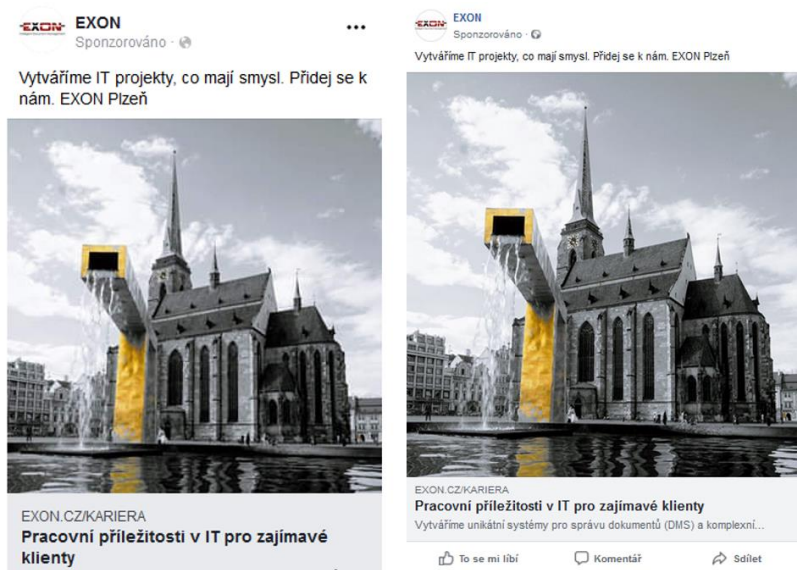 EXON
EXON
Sponzorováno
Vytváříme IT projekty, co mají smysl. Přidej se k
nám. EXON Plzeň
EXON.CZ/KARIERA
Pracovní příležitosti v IT pro zajímavé
klienty
EXON
EXON
Sponzorováno
Vytváříme IT projekty, co mají smysl. Přidej se k nám. EXON Plzeň
EXON.CZ/KARIERA
Pracovní příležitosti v IT pro zajímavé klienty
Vytváříme unikátní systémy pro správu dokumentů (DMS) a komplexní...
To se mi líbí
Komentář
Sdílet